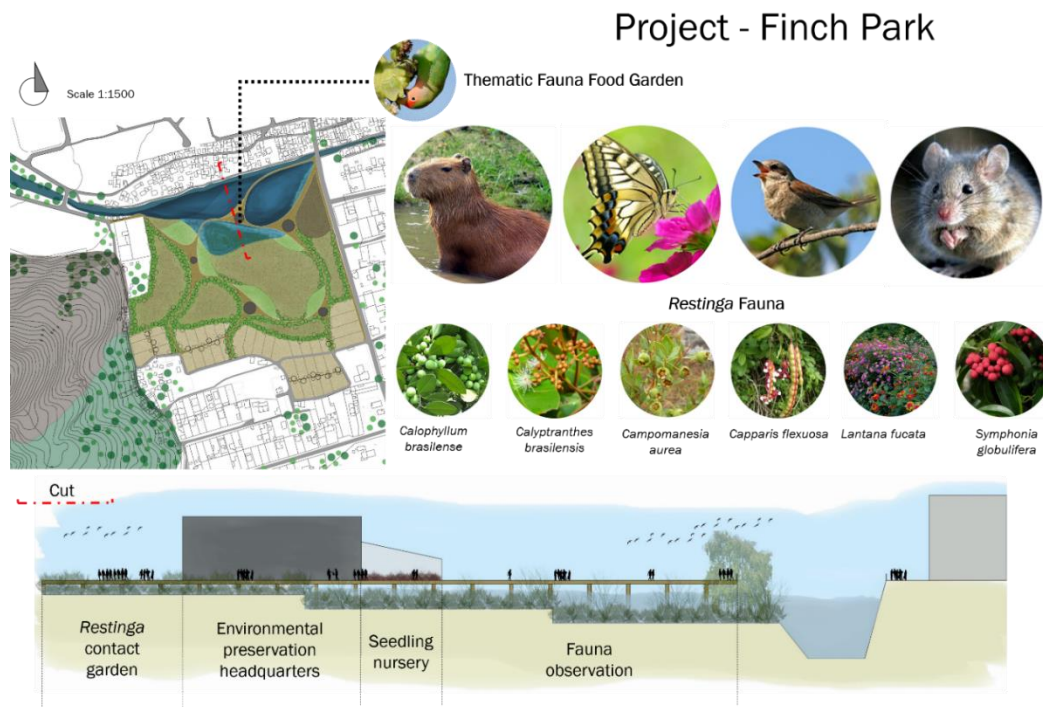 Project - Finch Park
Scale 1:1500
Thematic Fauna Food Garden
Restinga Fauna
Calophyllum
brasilense
Calyptranthes
brasilensis
Campomanesia
aurea
Capparis flexuosa
Lantana fucata
Symphonia
globulifera
Cut
Restinga
contact
garden
Environmental
preservation
headquarters
Seedling
nursery
Fauna
observation